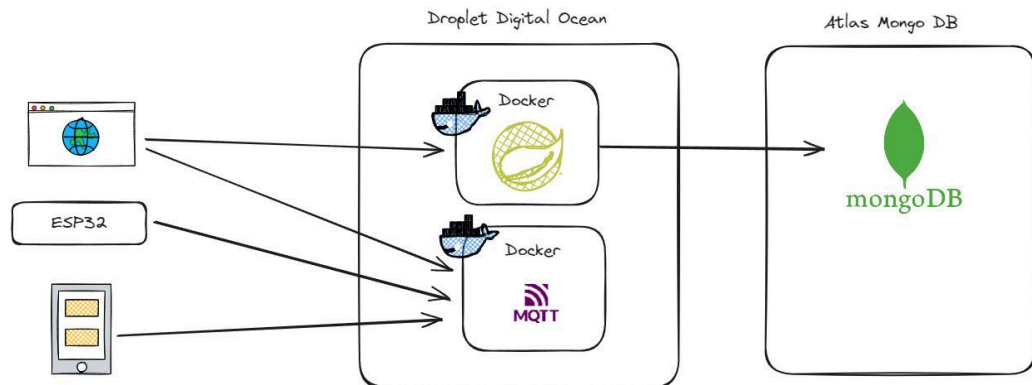 Droplet Digital Ocean
Atlas Mongo DB
Docker
ESP32
Docker
MQTT
mongoDB